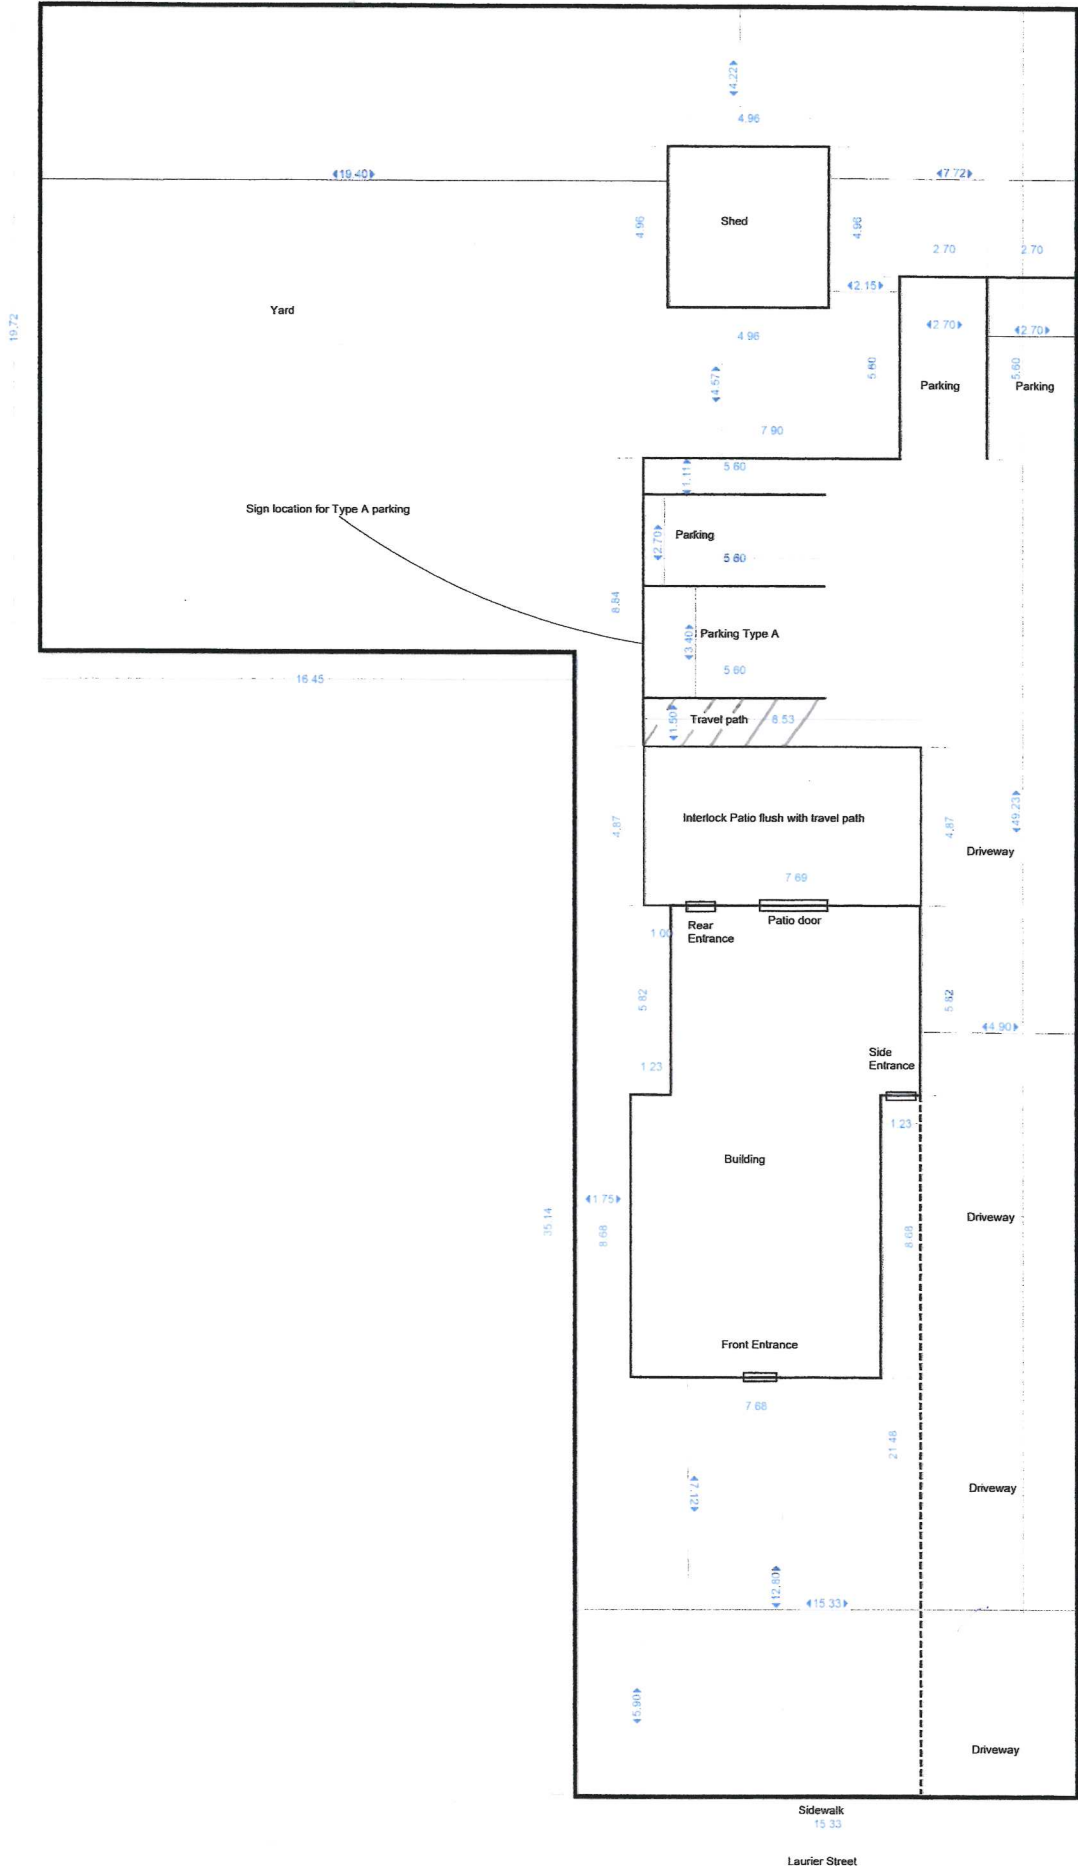 4.22
4.96
19.40
7.72
Shed
4.96
4.96
2.70
2.70
2.15
Yard
19.72
4.96
2.70
2.70
5.60
4.57
Parking
Parking
7.90
5.60
1.11
Sign location for Type A parking
Parking
2.70
5.60
8.84
Parking Type A
3.40
5.60
16.45
1.50
Travel path
Interlock Patio flush with travel path
4.87
4.87
49.23
Driveway
7.69
Rear
Entrance
Patio door
1.00
5.82
5.82
4.90
Side
Entrance
1.23
1.23
Building
1.75
8.68
35.14
8.68
Driveway
Front Entrance
7.68
21.48
7.12
Driveway
12.80
15.33
5.90
Driveway
Sidewalk
15.33
Laurier Street